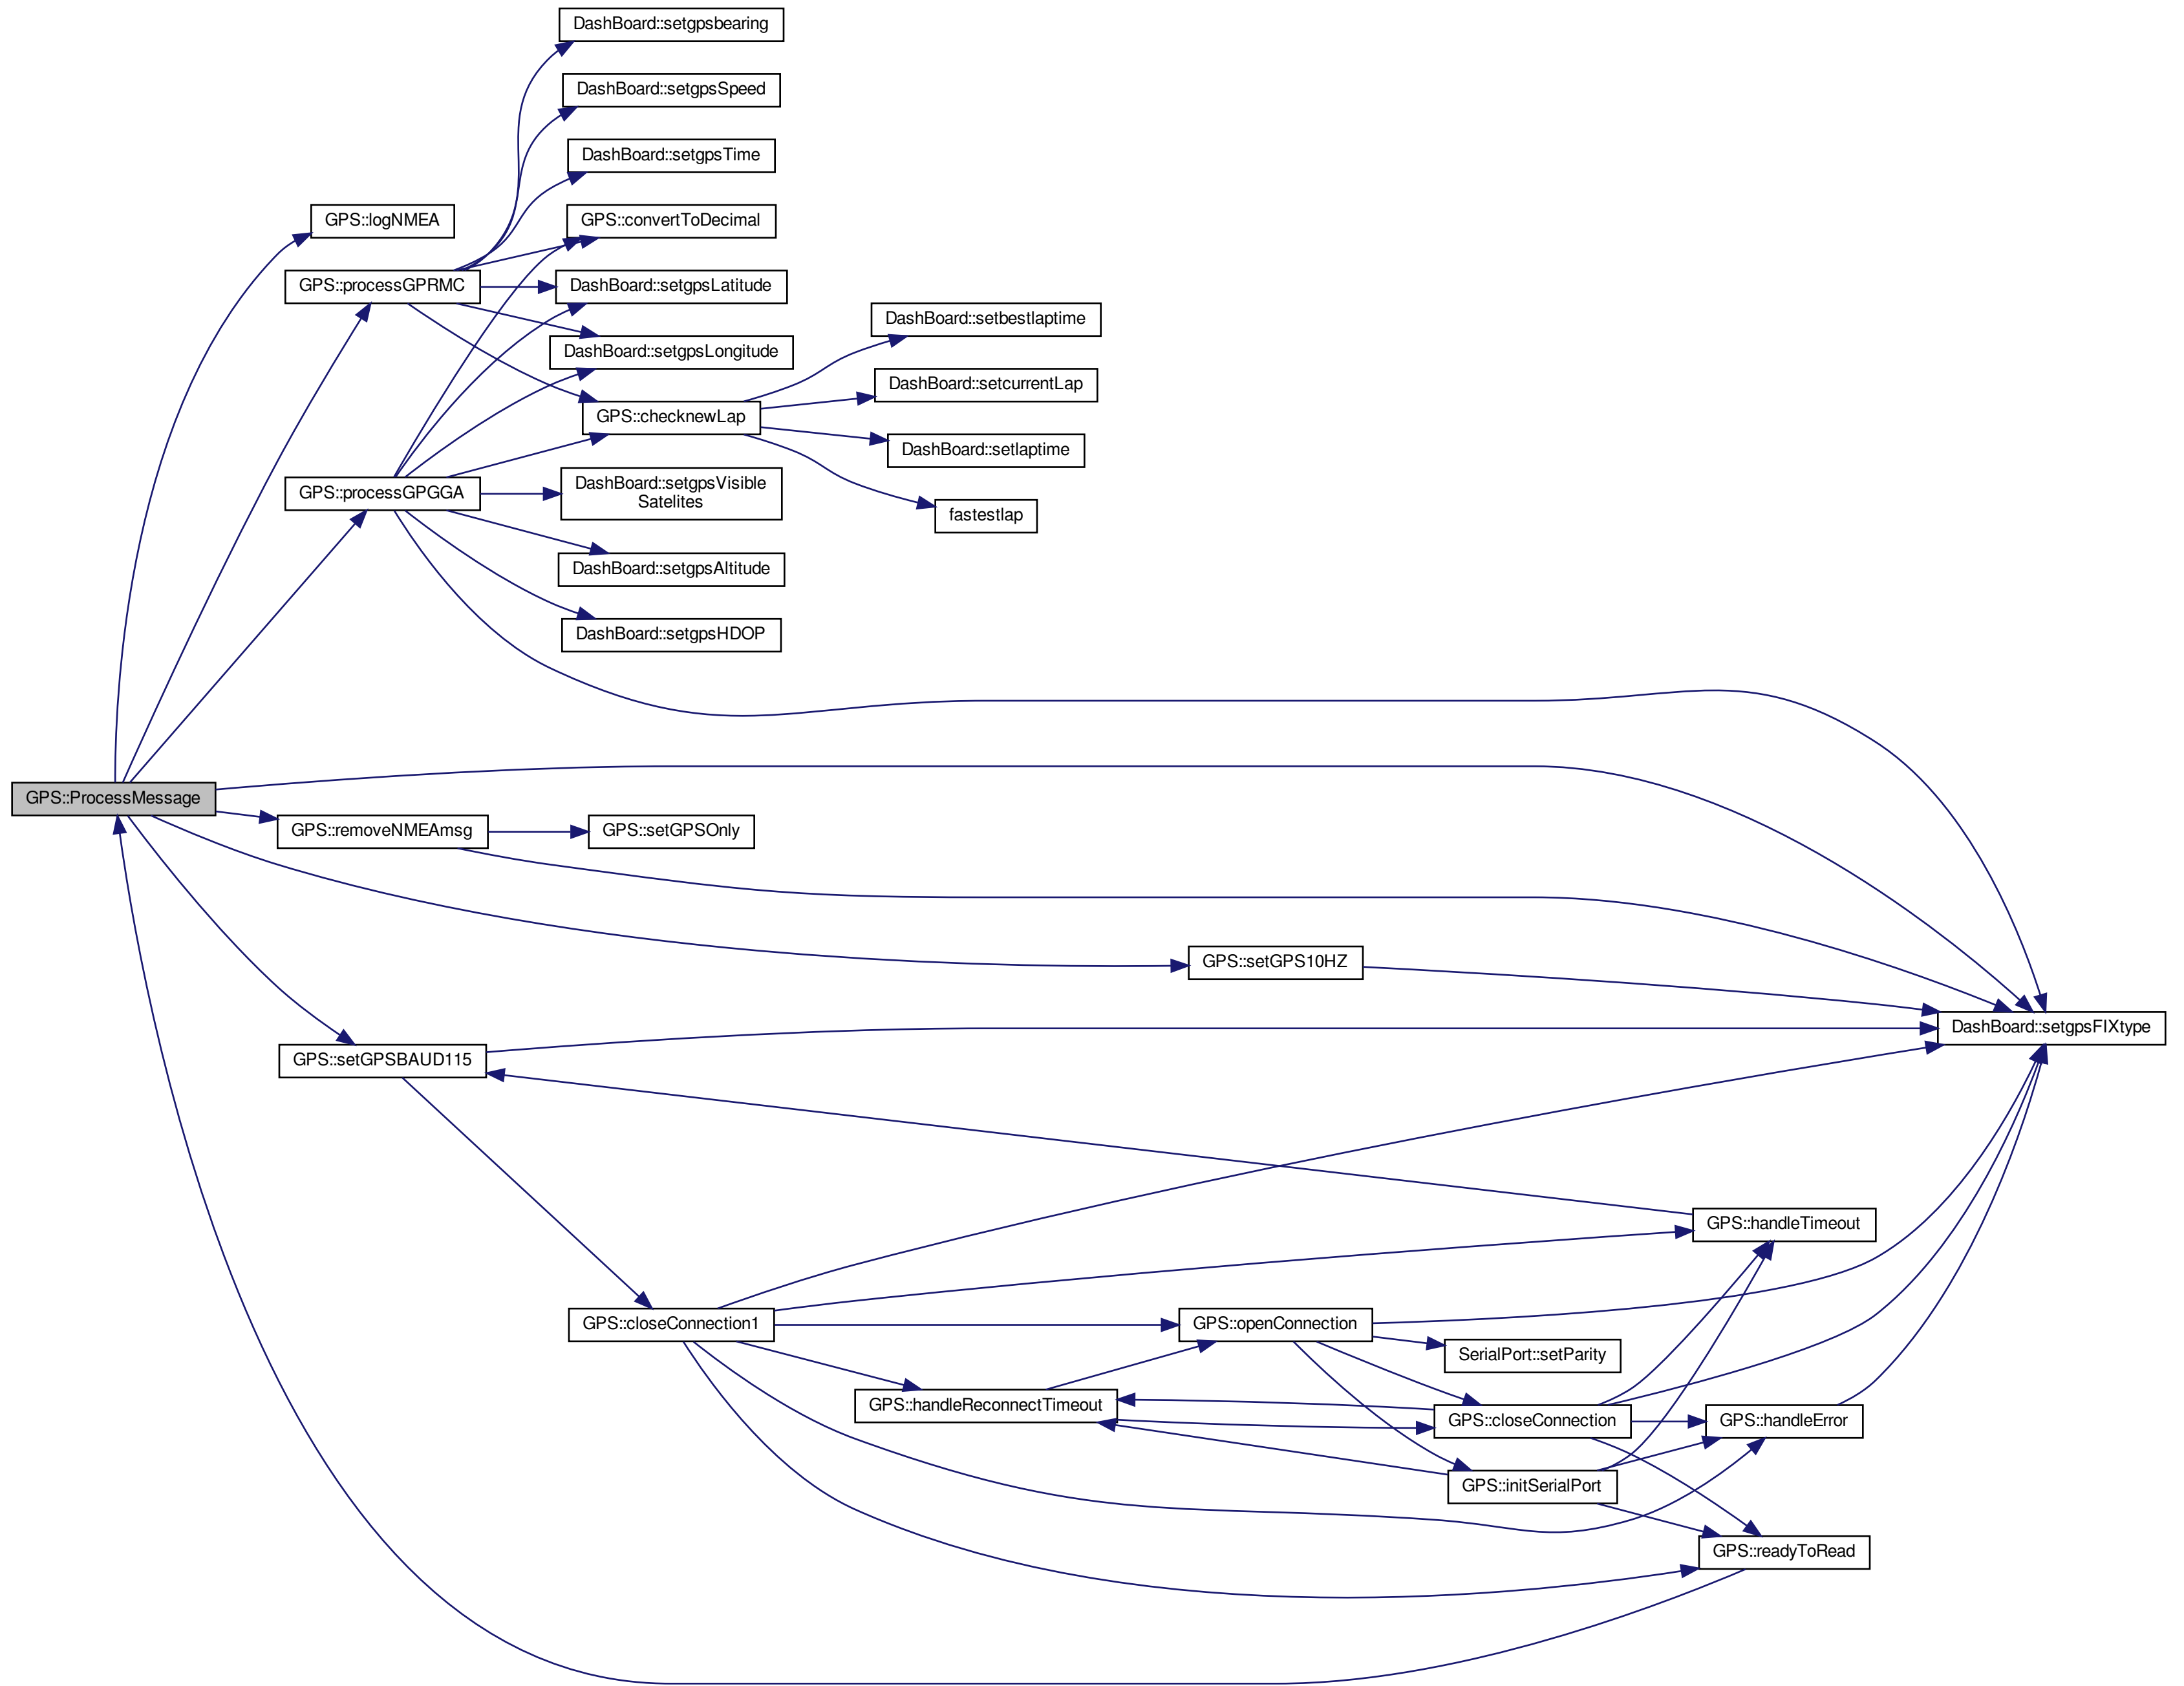 DashBoard::setgpsbearing
DashBoard::setgpsSpeed
DashBoard::setgpsTime
GPS::logNMEA
GPS::convertToDecimal
GPS::processGPRMC
DashBoard::setgpsLatitude
DashBoard::setbestlaptime
DashBoard::setgpsLongitude
DashBoard::setcurrentLap
GPS::checknewLap
DashBoard::setlaptime
GPS::processGPGGA
DashBoard::setgpsVisible
Satelites
fastestlap
DashBoard::setgpsAltitude
DashBoard::setgpsHDOP
GPS::ProcessMessage
GPS::removeNMEAmsg
GPS::setGPSOnly
GPS::setGPS10HZ
DashBoard::setgpsFIXtype
GPS::setGPSBAUD115
GPS::handleTimeout
GPS::closeConnection1
GPS::openConnection
SerialPort::setParity
GPS::handleReconnectTimeout
GPS::closeConnection
GPS::handleError
GPS::initSerialPort
GPS::readyToRead